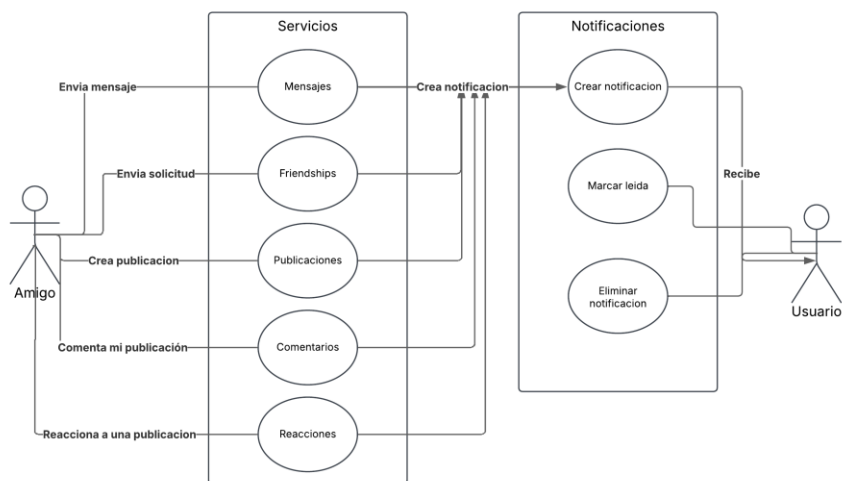 Servicios
Notificaciones
Envia mensaje
Mensajes
Crea notificacion
Crear notificacion
Envia solicitud
Friendships
Marcar leida
Recibe
Crea publicacion
Publicaciones
Amigo
Eliminar
notificacion
Usuario
Comenta mi publicación
Comentarios
Reacciona a una publicacion
Reacciones